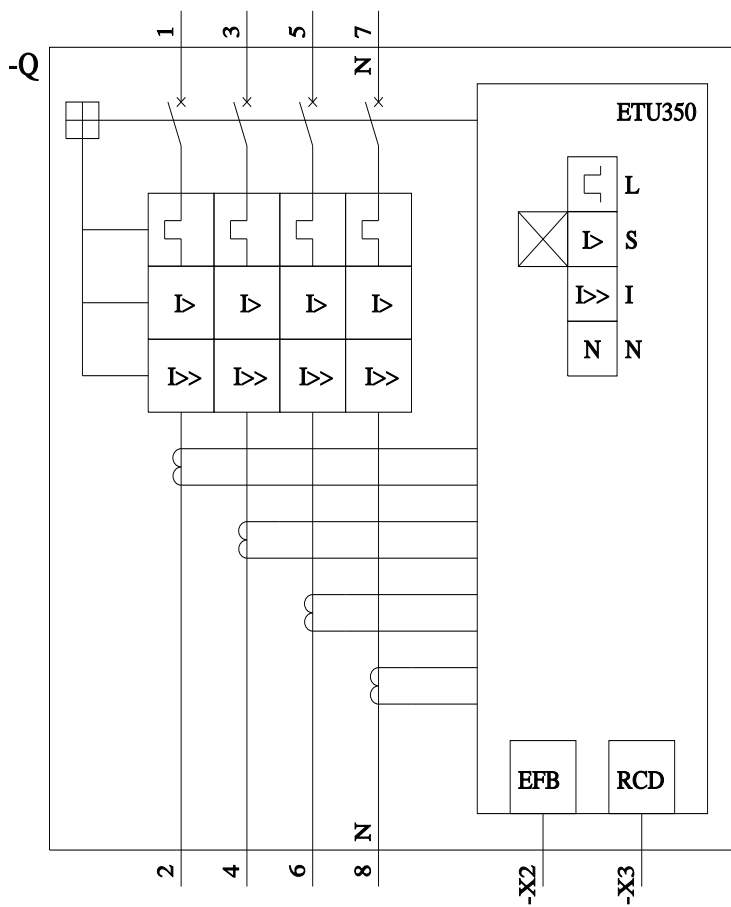 1 3 5 7
-Q
N
ETU350
L
I> S
I>> I
N N
I> I> I> I>
I>> I>> I>> I>>
EFB RCD
N
2 4 6 8
-X2 -X3